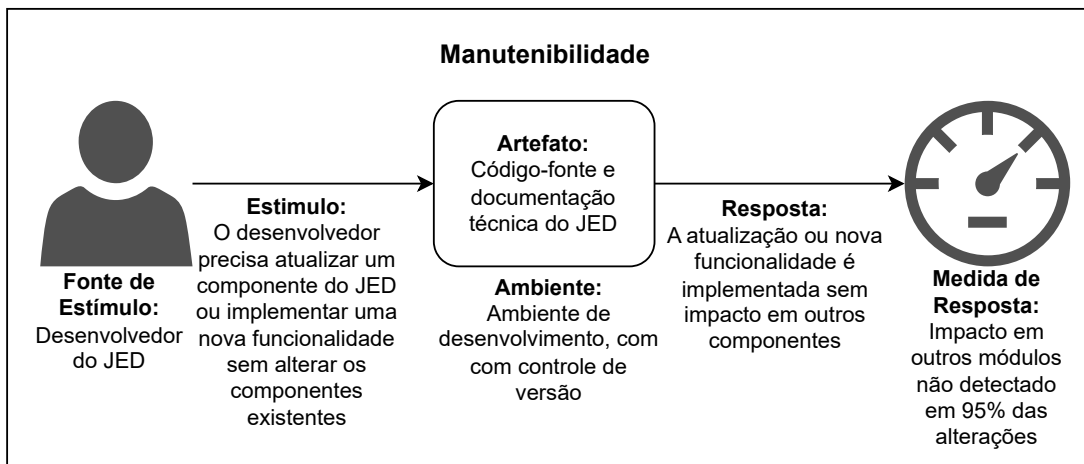 Manutenibilidade
Fonte de
Estímulo:
Desenvolvedor
do JED
Estimulo:
O desenvolvedor
precisa atualizar um
componente do JED
ou implementar uma
nova funcionalidade
sem alterar os
componentes
existentes
Artefato:
Código-fonte e
documentação
técnica do JED
Ambiente:
Ambiente de
desenvolvimento, com
com controle de
versão
Resposta:
A atualização ou nova
funcionalidade é
implementada sem
impacto em outros
componentes
Medida de
Resposta:
Impacto em
outros módulos
não detectado
em 95% das
alterações